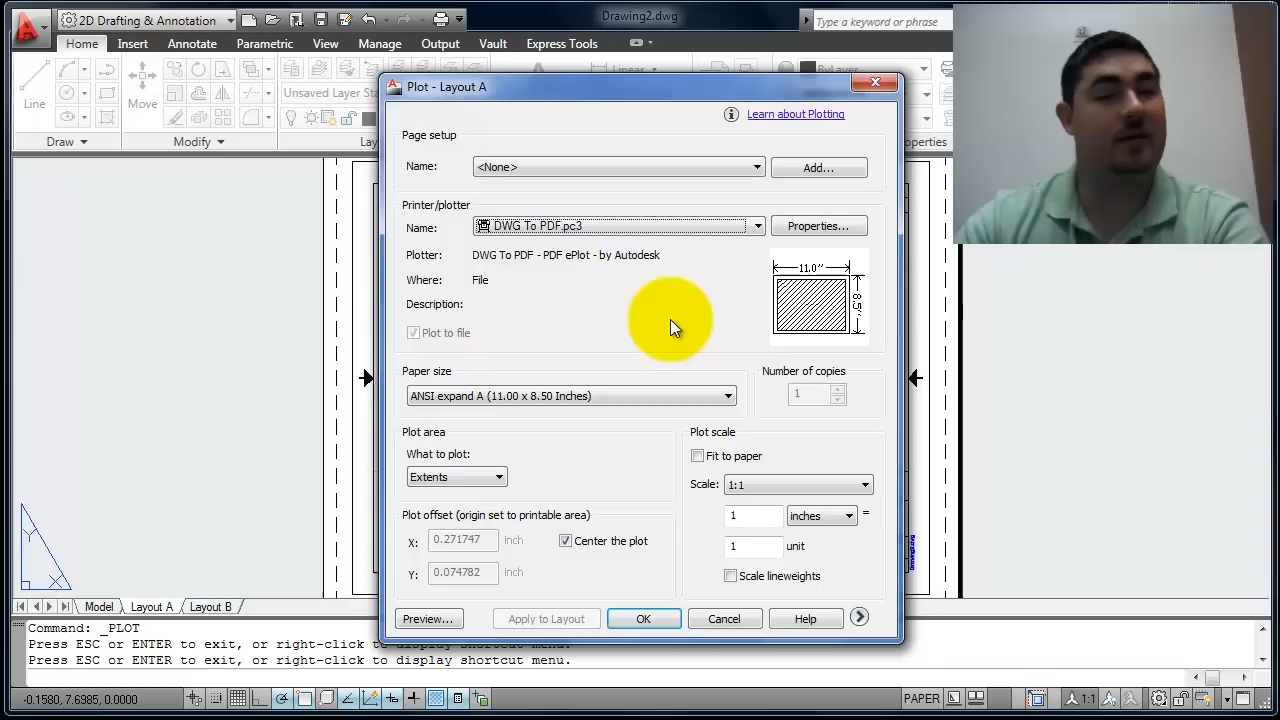 2D Drafting & Annotation
Drawing2.dwg
Type a keyword or phrase
Home Insert Annotate Parametric View Manage Output Vault Express Tools
Line
Move
Linear
ByLayer
Unsaved Layer
Draw
Modify
Properties
Plot - Layout A
Learn about Plotting
Page setup
Name: <None> Add...
Printer/plotter
Name: DWG To PDF.pc3 Properties...
Plotter: DWG To PDF - PDF ePlot - by Autodesk
Where: File
Description:
Plot to file
11.0''
8.5''
Paper size
ANSI expand A (11.00 x 8.50 Inches)
Number of copies
1
Plot area
What to plot:
Extents
Plot scale
Fit to paper
Scale: 1:1
1 inches =
1 unit
Scale lineweights
Plot offset (origin set to printable area)
X: 0.271747 inch
Center the plot
Y: 0.074782 inch
Preview... Apply to Layout OK Cancel Help
Drawing2.dwg
Y
X
Model Layout A Layout B
Command: _PLOT
Press ESC or ENTER to exit, or right-click to display shortcut menu.
Press ESC or ENTER to exit, or right-click to display shortcut menu.
-0.1580, 7.6985, 0.0000
PAPER
1:1